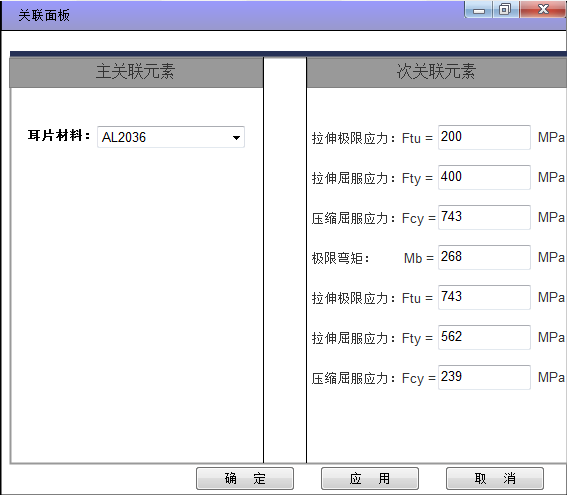 关联面板
主关联元素
次关联元素
耳片材料： AL2036
拉伸极限应力：Ftu = 200 MPa
拉伸屈服应力：Fty = 400 MPa
压缩屈服应力：Fcy = 743 MPa
极限弯矩： Mb = 268 MPa
拉伸极限应力：Ftu = 743 MPa
拉伸屈服应力：Fty = 562 MPa
压缩屈服应力：Fcy = 239 MPa
确 定
应 用
取 消